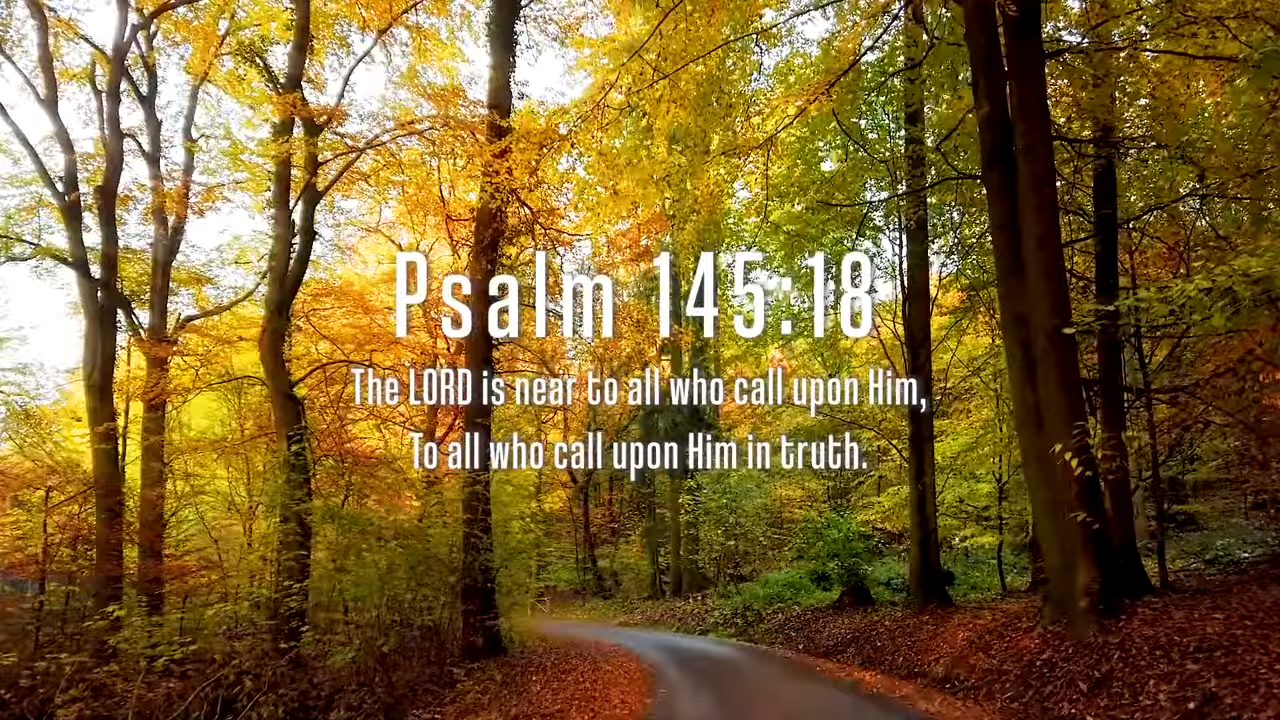 Psalm 145:18
The LORD is near to all who call upon Him,
To all who call upon Him in truth.